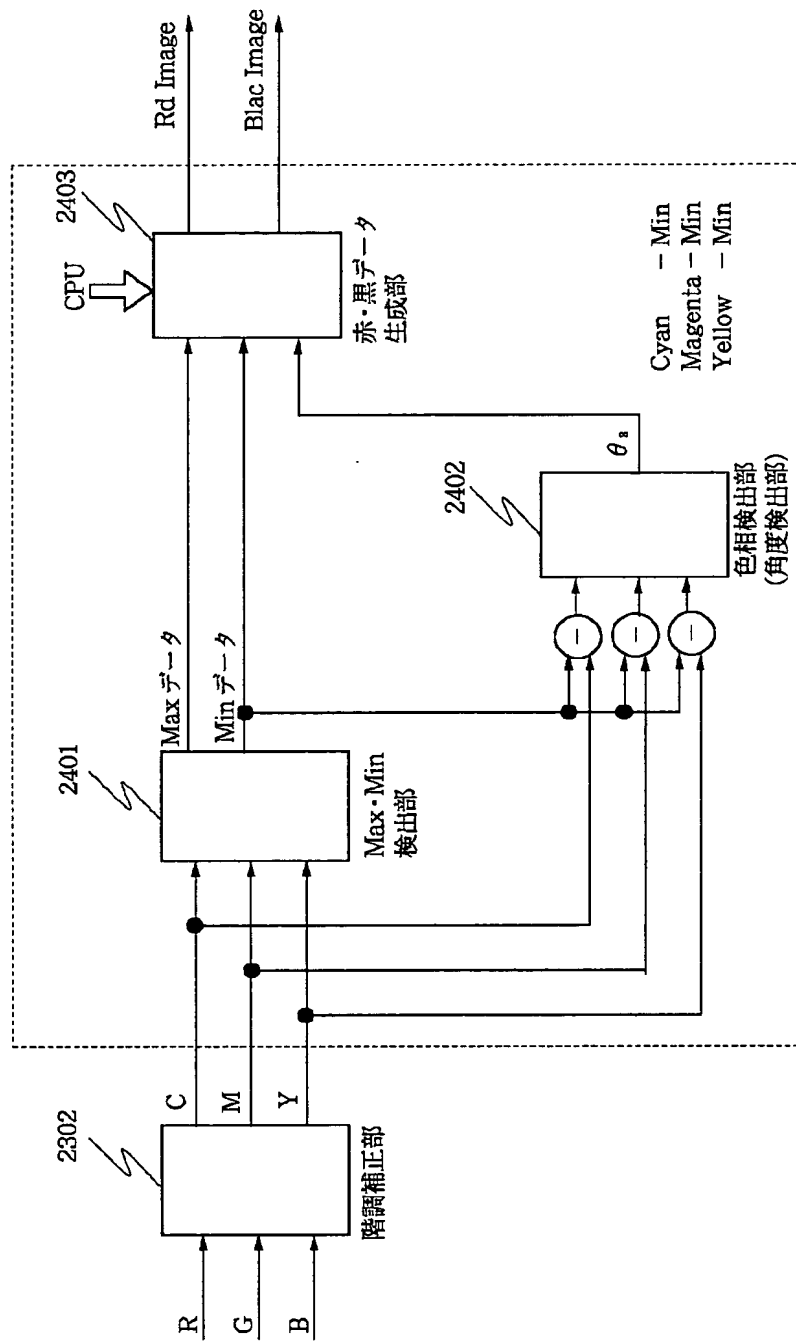 R
G
B
2302
階調補正部
C
M
Y
2401
Max・Min
検出部
Max データ
Min データ
－
－
－
2402
色相検出部
(角度検出部)
θa
CPU
2403
赤・黒データ
生成部
Cyan －Min
Magenta －Min
Yellow －Min
Rd Image
Blac Image